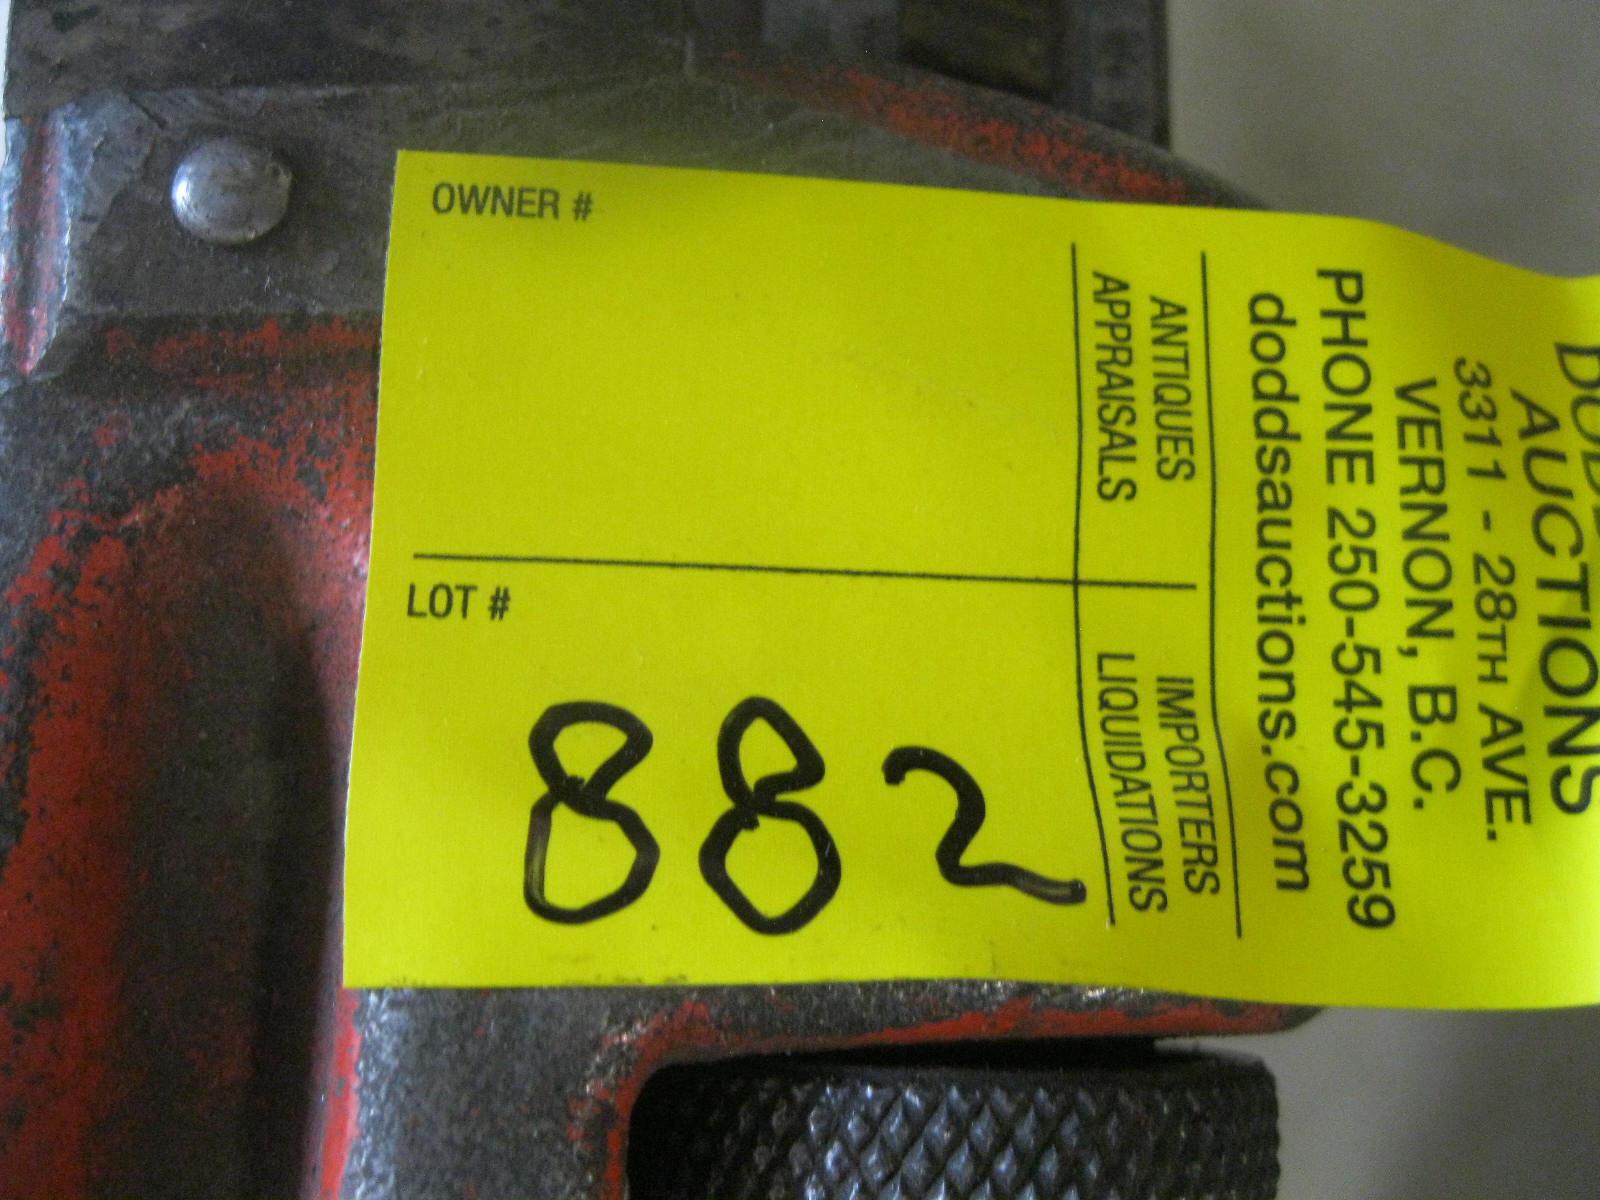 OWNER #
LOT #
882
AUCTIONS
3311 - 28TH AVE.
VERNON, B.C.
PHONE 250-545-3259
doddsauctions.com
ANTIQUES
APPRAISALS
IMPORTERS
LIQUIDATIONS